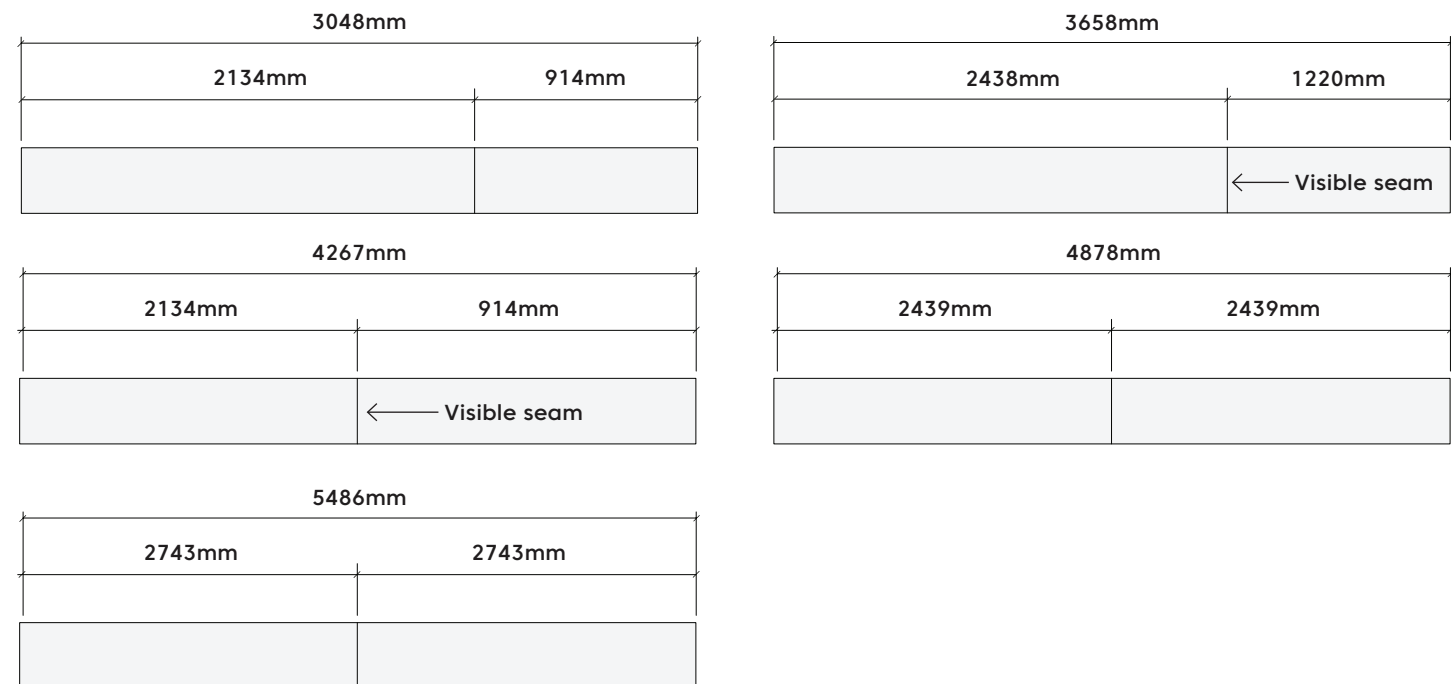 3048mm
2134mm 914mm
3658mm
2438mm 1220mm
Visible seam
4267mm
2134mm 914mm
Visible seam
4878mm
2439mm 2439mm
5486mm
2743mm 2743mm